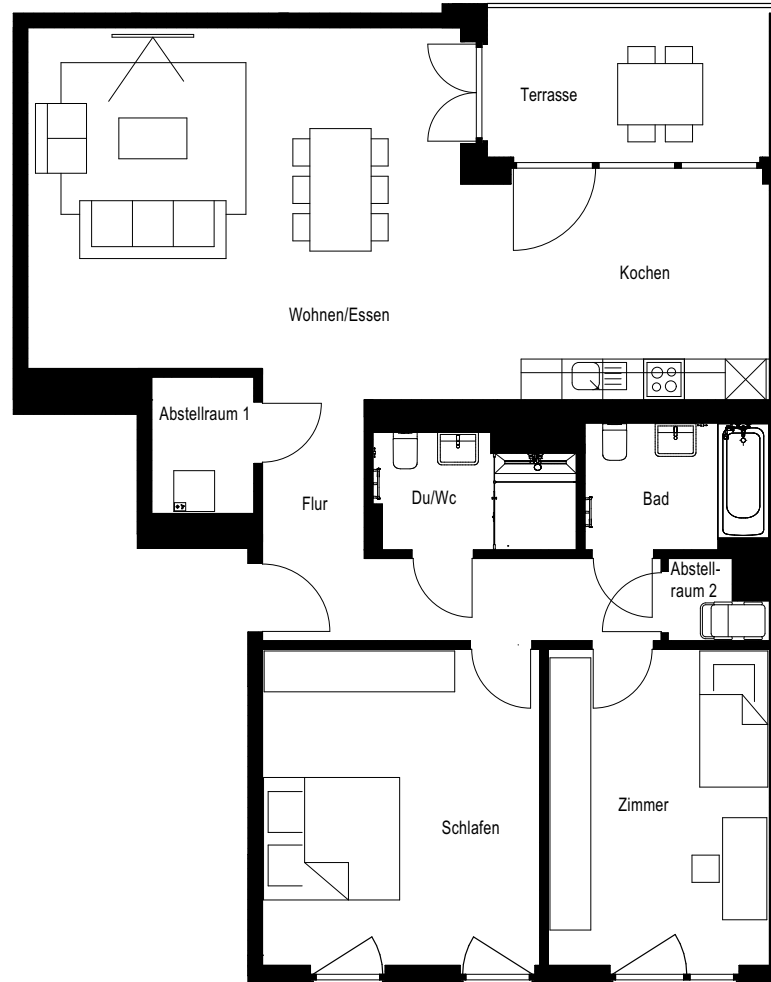 Terrasse
Kochen
Wohnen/Essen
Abstellraum 1
Flur
Du/Wc
Bad
Abstell-
raum 2
Zimmer
Schlafen